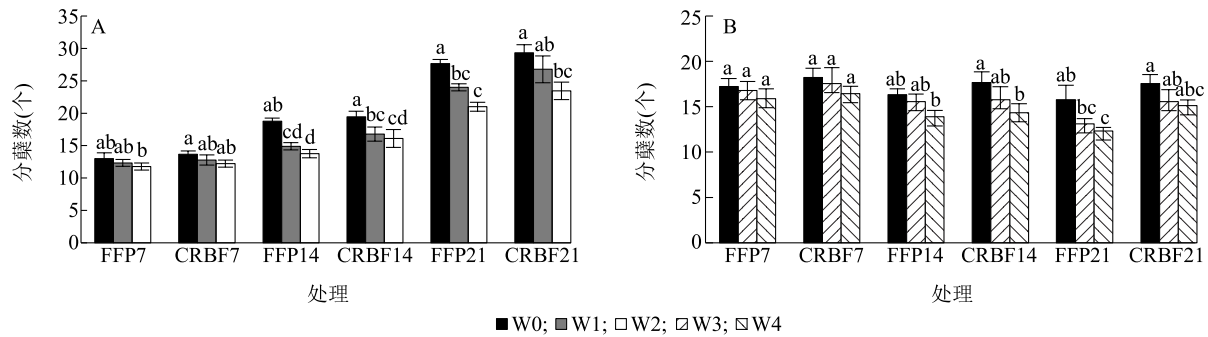 A
35
30
25
20
15
10
5
0
分蘖数(个)
ab ab b
a ab ab
ab cd d
a bc cd
a bc c
a ab bc
FFP7 CRBF7 FFP14 CRBF14 FFP21 CRBF21
处理
B
25
20
15
10
5
0
分蘖数(个)
a a a
a a a
ab ab b
a ab b
ab bc c
a ab abc
FFP7 CRBF7 FFP14 CRBF14 FFP21 CRBF21
处理
W0; W1; W2; W3; W4